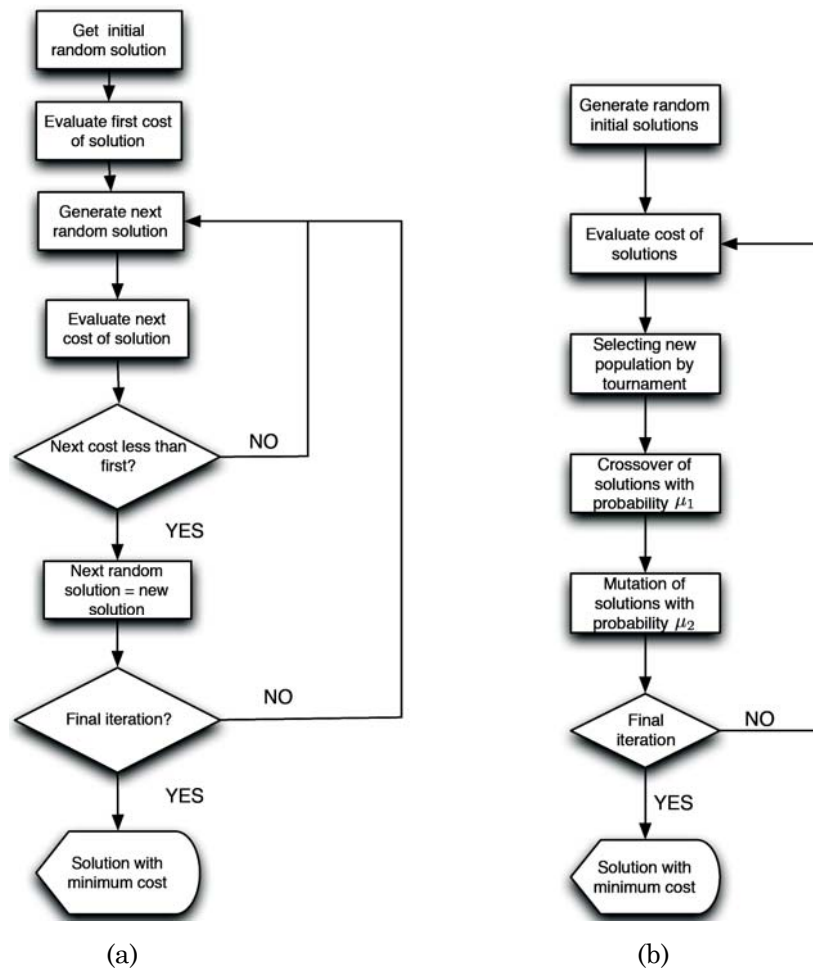 Get initial
random solution
Evaluate first cost
of solution
Generate next
random solution
Evaluate next
cost of solution
Next cost less than
first?
NO
YES
Next random
solution = new
solution
Final iteration?
NO
YES
Solution with
minimum cost
(a)
Generate random
initial solutions
Evaluate cost of
solutions
Selecting new
population by
tournament
Crossover of
solutions with
probability μ₁
Mutation of
solutions with
probability μ₂
Final
iteration
NO
YES
Solution with
minimum cost
(b)